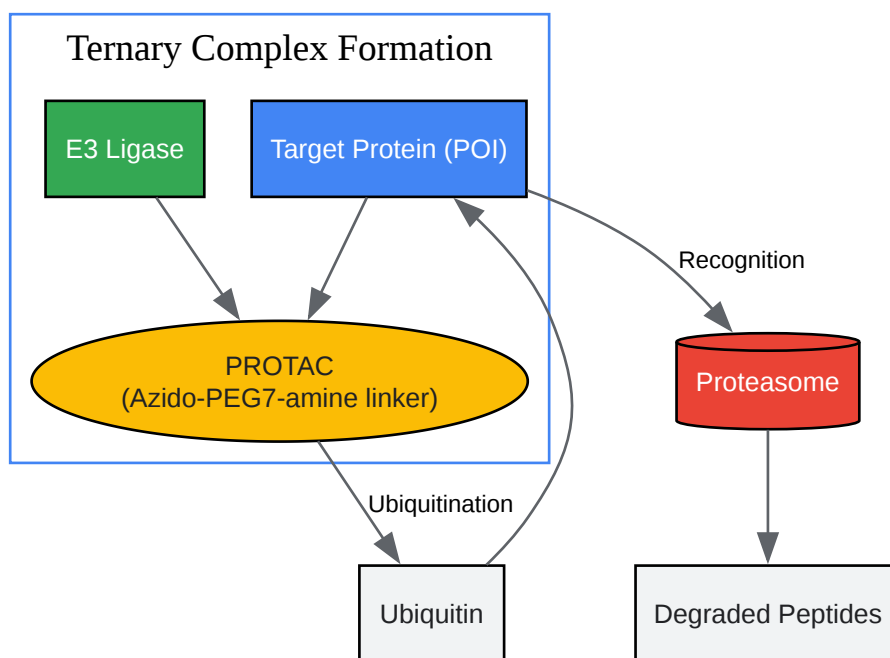 Ternary Complex Formation
E3 Ligase
Target Protein (POI)
Recognition
PROTAC
(Azido-PEG7-amine linker)
Proteasome
Ubiquitination
Ubiquitin
Degraded Peptides